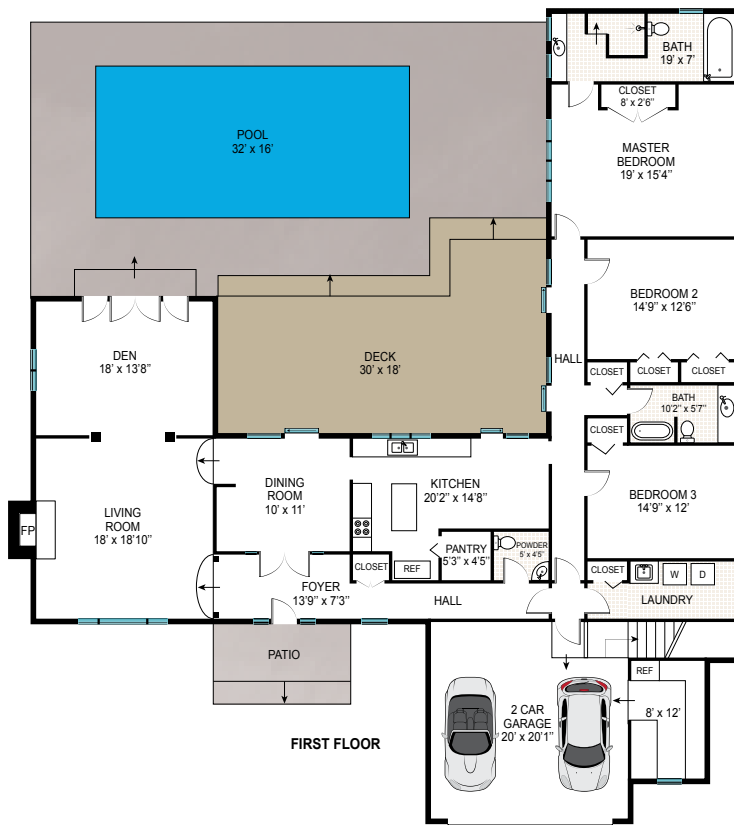 BATH
19' x 7'
CLOSET
8' x 2'6"
MASTER
BEDROOM
19' x 15'4"
POOL
32' x 16'
BEDROOM 2
14'9" x 12'6"
DEN
18' x 13'8"
DECK
30' x 18'
HALL
CLOSET
CLOSET
CLOSET
BATH
10'2" x 5'7"
CLOSET
DINING
ROOM
10' x 11'
KITCHEN
20'2" x 14'8"
BEDROOM 3
14'9" x 12'
LIVING
ROOM
18' x 18'10"
FP
PANTRY
5'3" x 4'5"
POWDER
5' x 4'5"
CLOSET
REF
CLOSET
W
D
FOYER
13'9" x 7'3"
HALL
LAUNDRY
PATIO
REF
2 CAR
GARAGE
20' x 20'1"
8' x 12'
FIRST FLOOR